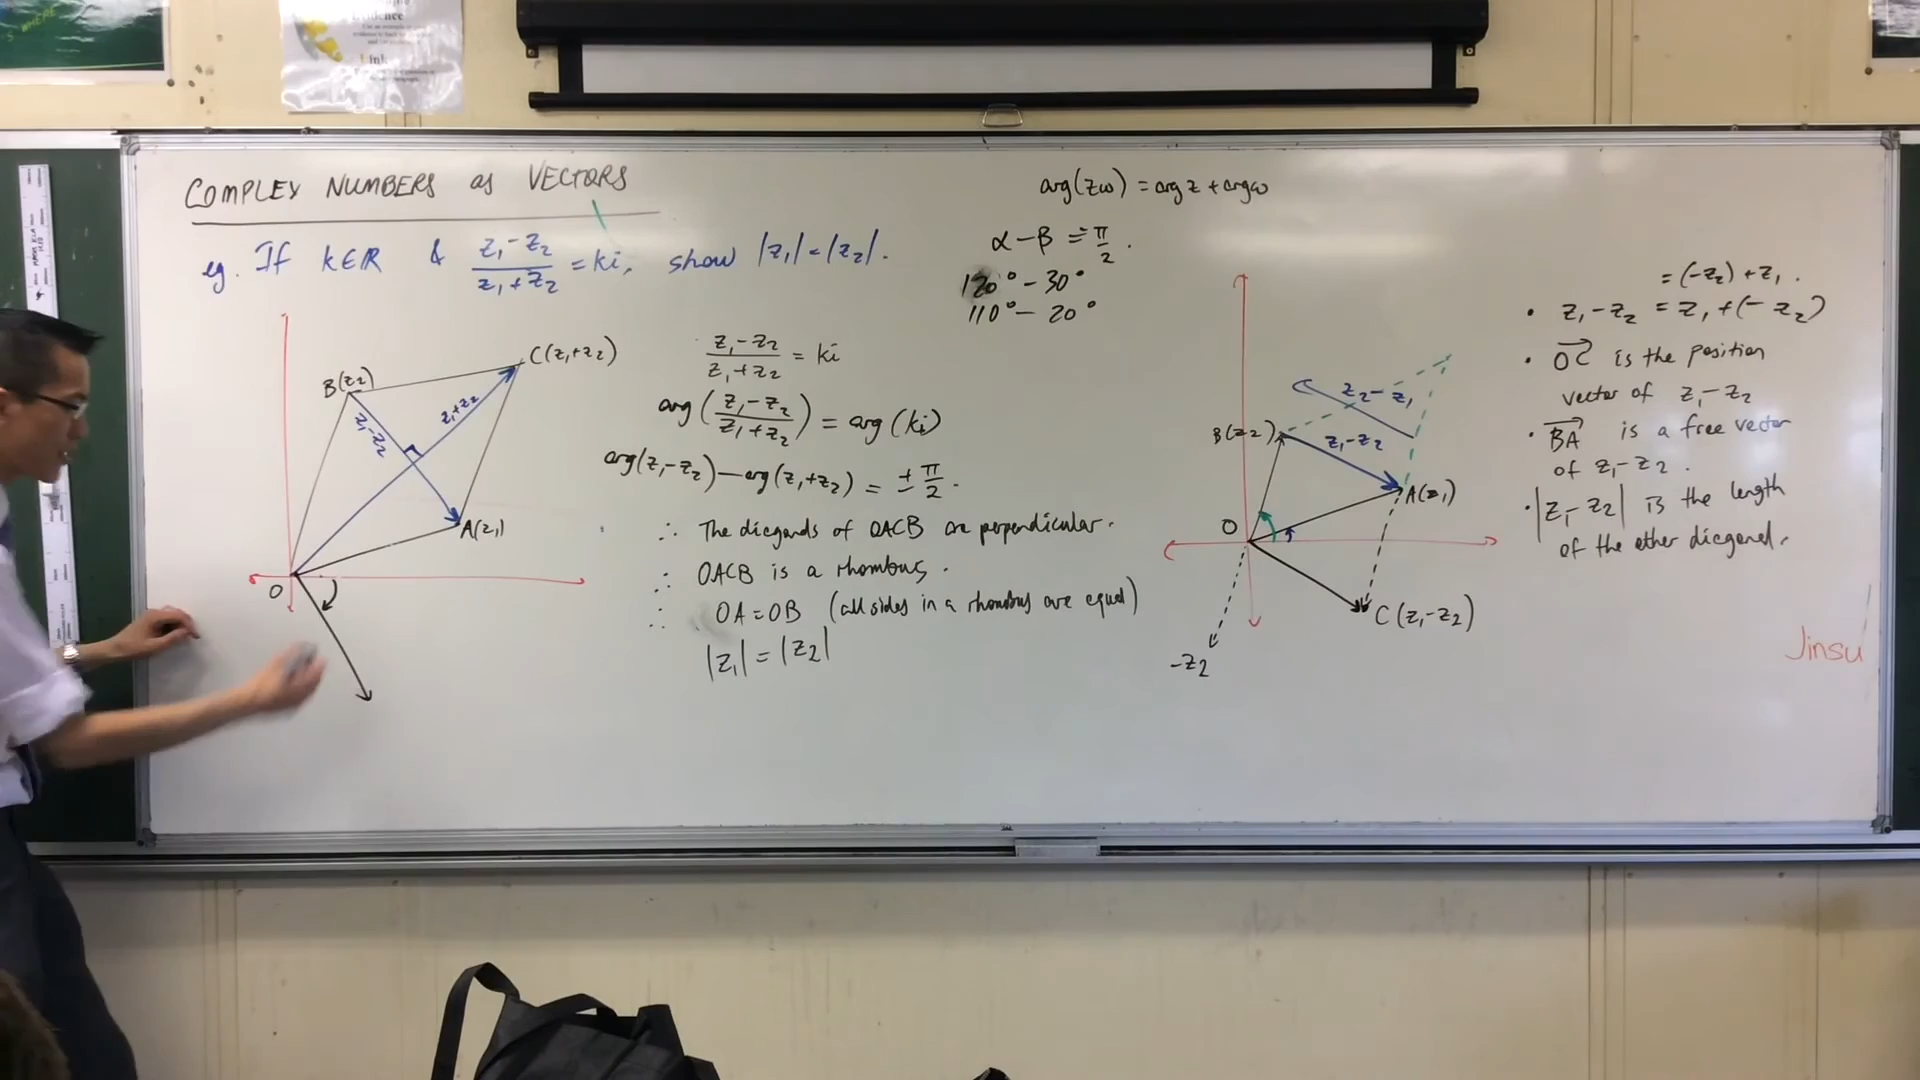 WHERE
Evidence
Link
COMPLEX NUMBERS as VECTORS
eg. If k∈ℝ & (z₁-z₂)/(z₁+z₂) = ki, show |z₁|=|z₂|.
B(z₂)
C(z₁+z₂)
z₁-z₂
z₁+z₂
A(z₁)
O
(z₁-z₂)/(z₁+z₂) = ki
arg((z₁-z₂)/(z₁+z₂)) = arg(ki)
arg(z₁-z₂)—arg(z₁+z₂) = ±π/2.
∴ The diagonals of OACB are perpendicular.
∴ OACB is a rhombus.
∴ OA=OB (all sides in a rhombus are equal)
|z₁|=|z₂|
arg(zω) = arg z + arg ω
α-β = π/2.
120°-30°
110°-20°
z₂-z₁
B(z₂)
z₁-z₂
A(z₁)
O
C(z₁-z₂)
-z₂
=(-z₂)+z₁.
• z₁-z₂ = z₁+(-z₂)
• OC⃗ is the position
vector of z₁-z₂
• BA⃗ is a free vector
of z₁-z₂.
• |z₁-z₂| is the length
of the other diagonal.
Jinsu